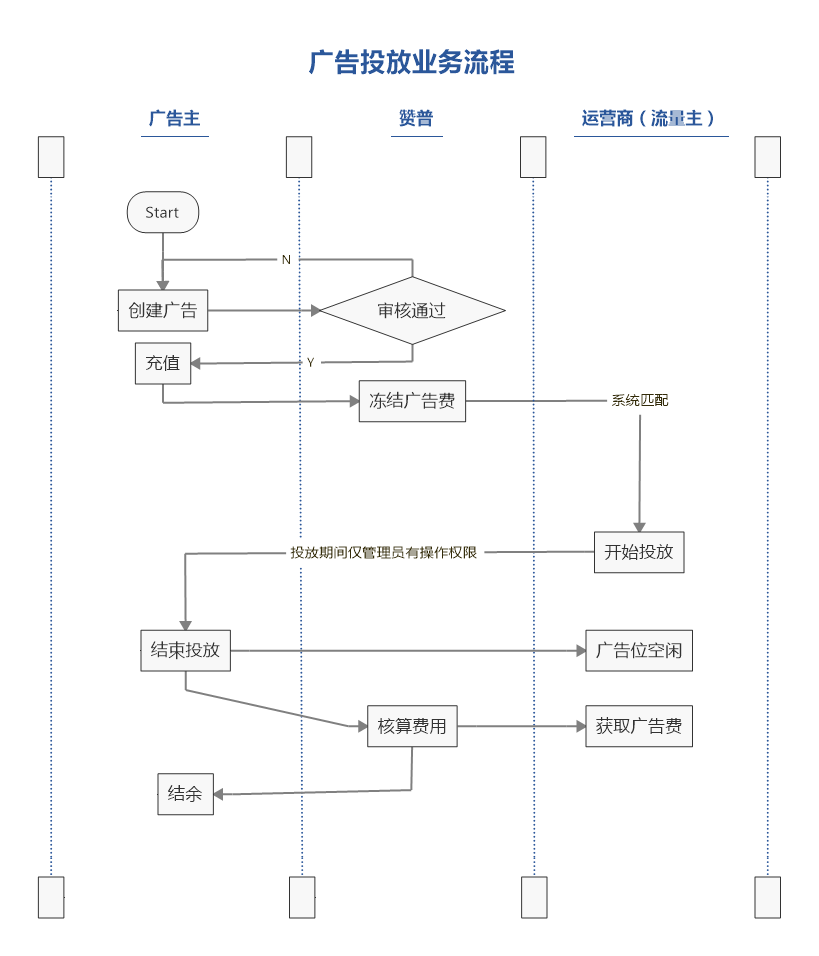 广告投放业务流程
广告主
赟普
运营商（流量主）
Start
N
创建广告
审核通过
Y
充值
冻结广告费
系统匹配
投放期间仅管理员有操作权限
开始投放
结束投放
广告位空闲
核算费用
获取广告费
结余